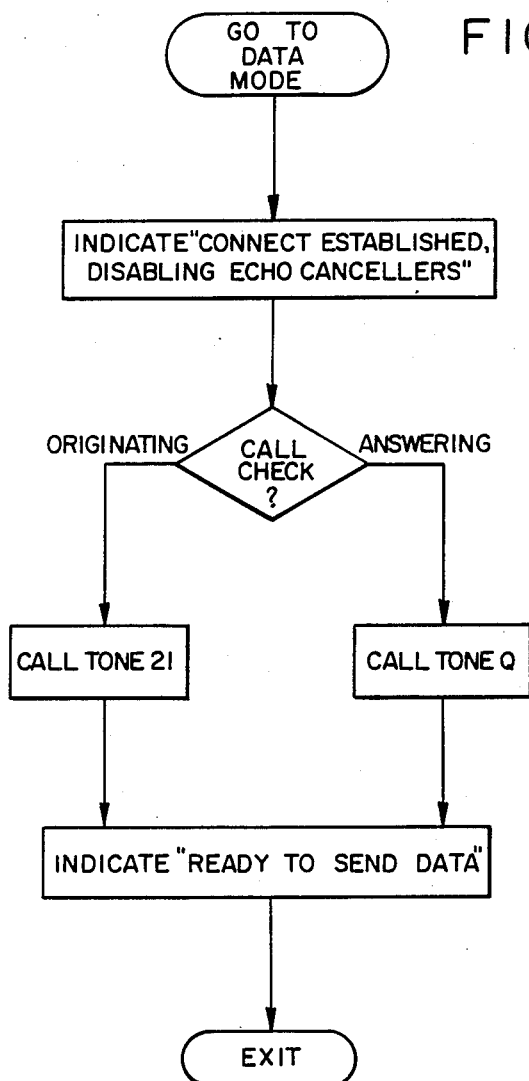 GO TO
DATA
MODE
FIG
INDICATE "CONNECT ESTABLISHED,
DISABLING ECHO CANCELLERS"
ORIGINATING
CALL
CHECK
?
ANSWERING
CALL TONE 21
CALL TONE Q
INDICATE "READY TO SEND DATA"
EXIT